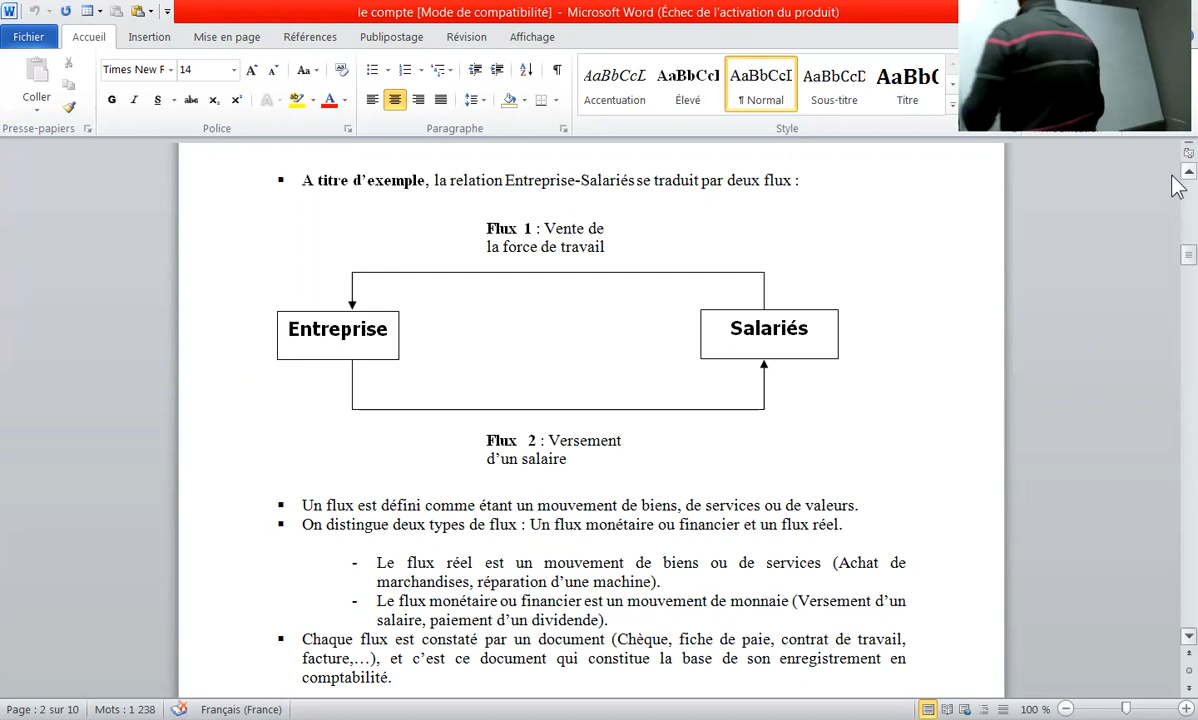 le compte [Mode de compatibilité] - Microsoft Word (Échec de l'activation du produit)
Fichier Accueil Insertion Mise en page Références Publipostage Révision Affichage
Times New F 14 Aa
AaBbCcL AaBbCcI AaBbCcD AaBbCcD AaBbC
Coller
G I S abc x₂ x² A A
Accentuation Élevé ¶ Normal Sous-titre Titre
Presse-papiers Police Paragraphe Style
▪ A titre d'exemple, la relation Entreprise-Salariés se traduit par deux flux :
Flux 1 : Vente de
la force de travail
Entreprise Salariés
Flux 2 : Versement
d'un salaire
▪ Un flux est défini comme étant un mouvement de biens, de services ou de valeurs.
▪ On distingue deux types de flux : Un flux monétaire ou financier et un flux réel.
- Le flux réel est un mouvement de biens ou de services (Achat de
marchandises, réparation d'une machine).
- Le flux monétaire ou financier est un mouvement de monnaie (Versement d'un
salaire, paiement d'un dividende).
▪ Chaque flux est constaté par un document (Chèque, fiche de paie, contrat de travail,
facture,…), et c'est ce document qui constitue la base de son enregistrement en
comptabilité.
Page : 2 sur 10 Mots : 1 238 Français (France) 100 %